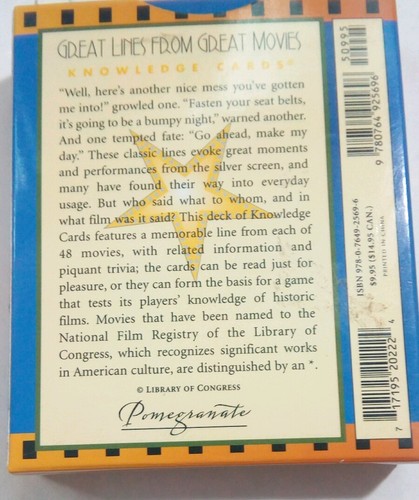 GREAT LINES FROM GREAT MOVIES
KNOWLEDGE CARDS®
"Well, here's another nice mess you've gotten
me into!" growled one. "Fasten your seat belts,
it's going to be a bumpy night," warned another.
And one tempted fate: "Go ahead, make my
day." These classic lines evoke great moments
and performances from the silver screen, and
many have found their way into everyday
usage. But who said what to whom, and in
what film was it said? This deck of Knowledge
Cards features a memorable line from each of
48 movies, with related information and
piquant trivia; the cards can be read just for
pleasure, or they can form the basis for a game
that tests its players' knowledge of historic
films. Movies that have been named to the
National Film Registry of the Library of
Congress, which recognizes significant works
in American culture, are distinguished by an *.
© LIBRARY OF CONGRESS
Pomegranate
50995
9 780764 925696
ISBN 978-0-7649-2569-6
$9.95 ($14.95 CAN.)
PRINTED IN CHINA
7 17195 20222 4